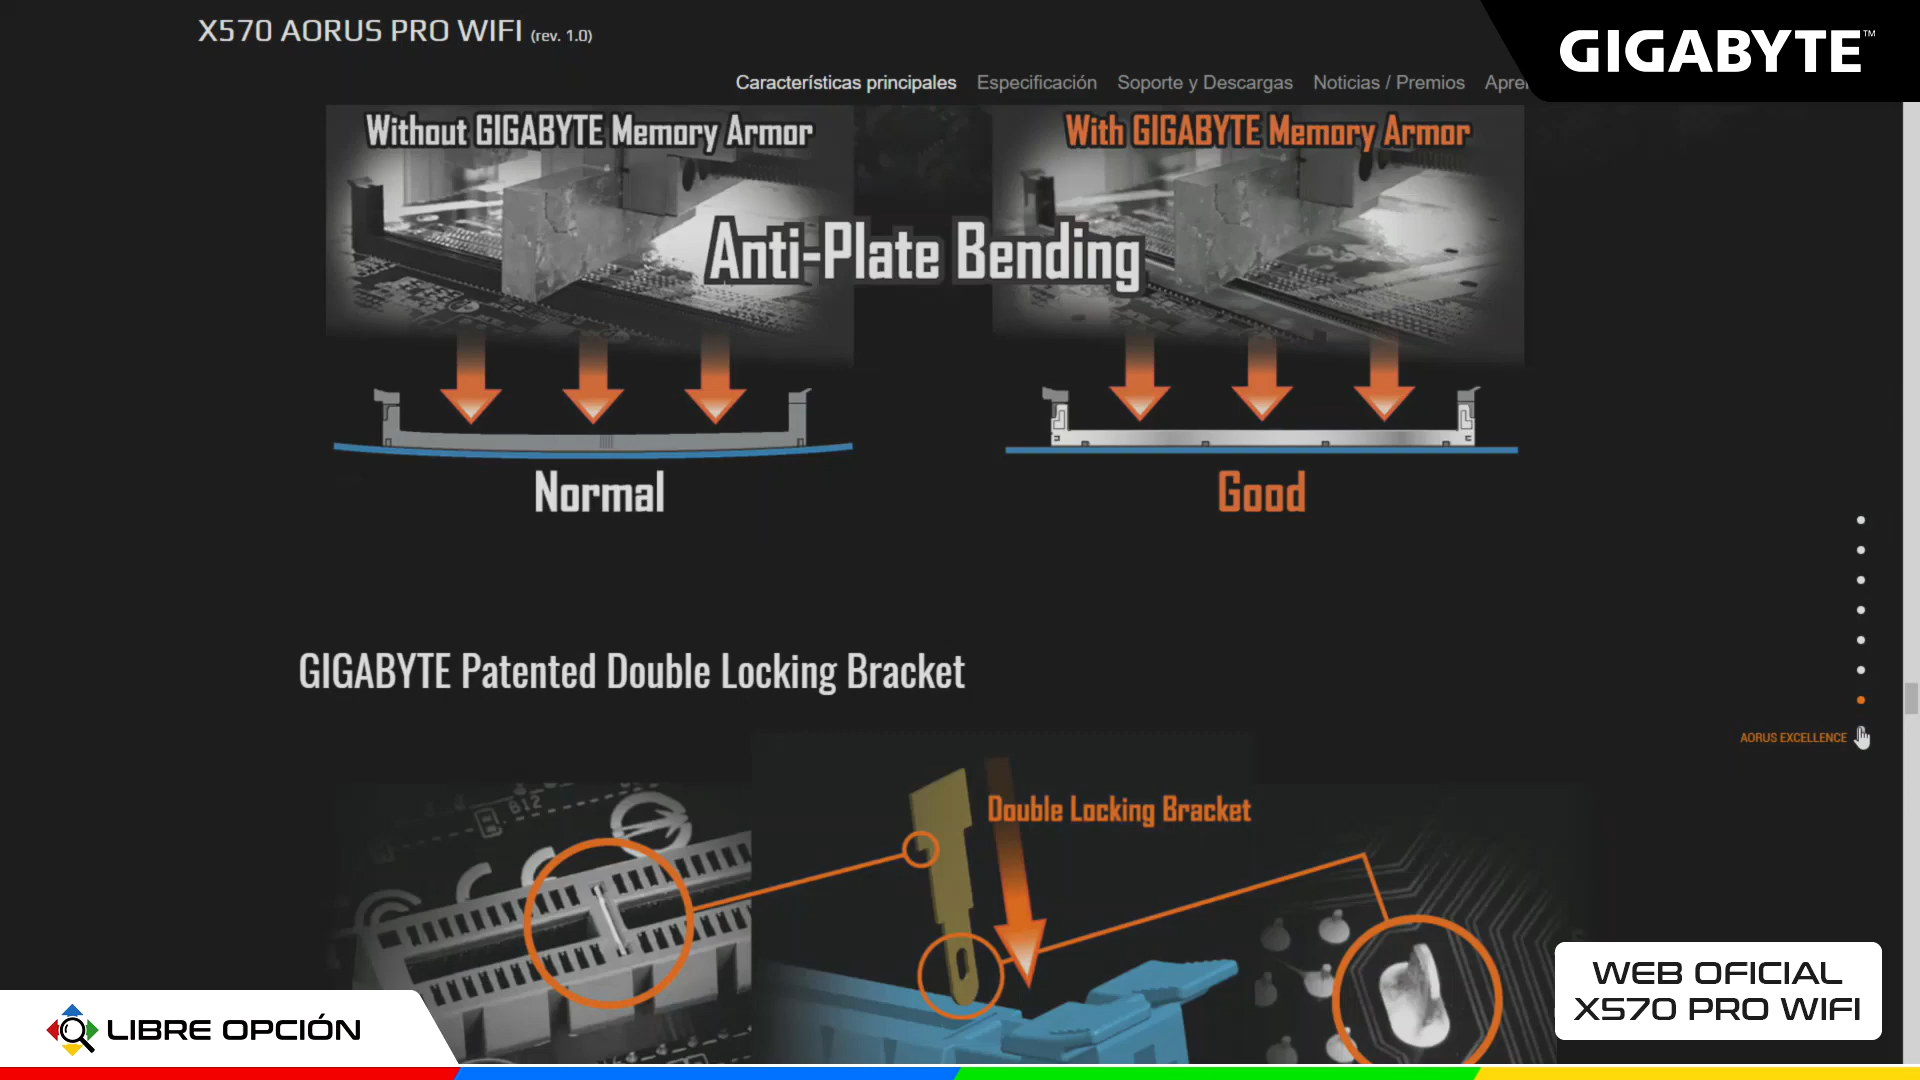 X570 AORUS PRO WIFI (rev. 1.0)
GIGABYTE™
Características principales Especificación Soporte y Descargas Noticias / Premios
Without GIGABYTE Memory Armor
With GIGABYTE Memory Armor
Anti-Plate Bending
Normal
Good
GIGABYTE Patented Double Locking Bracket
AORUS EXCELLENCE
Double Locking Bracket
B12
WEB OFICIAL
X570 PRO WIFI
LIBRE OPCIÓN